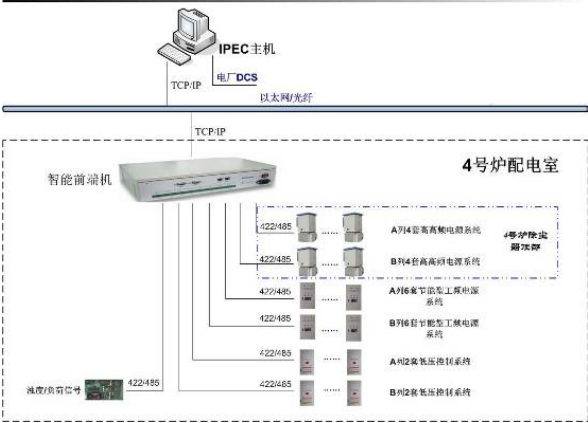 IPEC主机
TCP/IP
电厂DCS
以太网/光纤
TCP/IP
4号炉配电室
智能前端机
422/485
A列4套高高频电源系统
4号炉除尘
器顶部
422/485
B列4套高高频电源系统
422/485
A列6套节能型工频电源
系统
422/485
B列6套节能型工频电源
系统
422/485
A列2套低压控制系统
422/485
B列2套低压控制系统
浊度/负荷信号
422/485